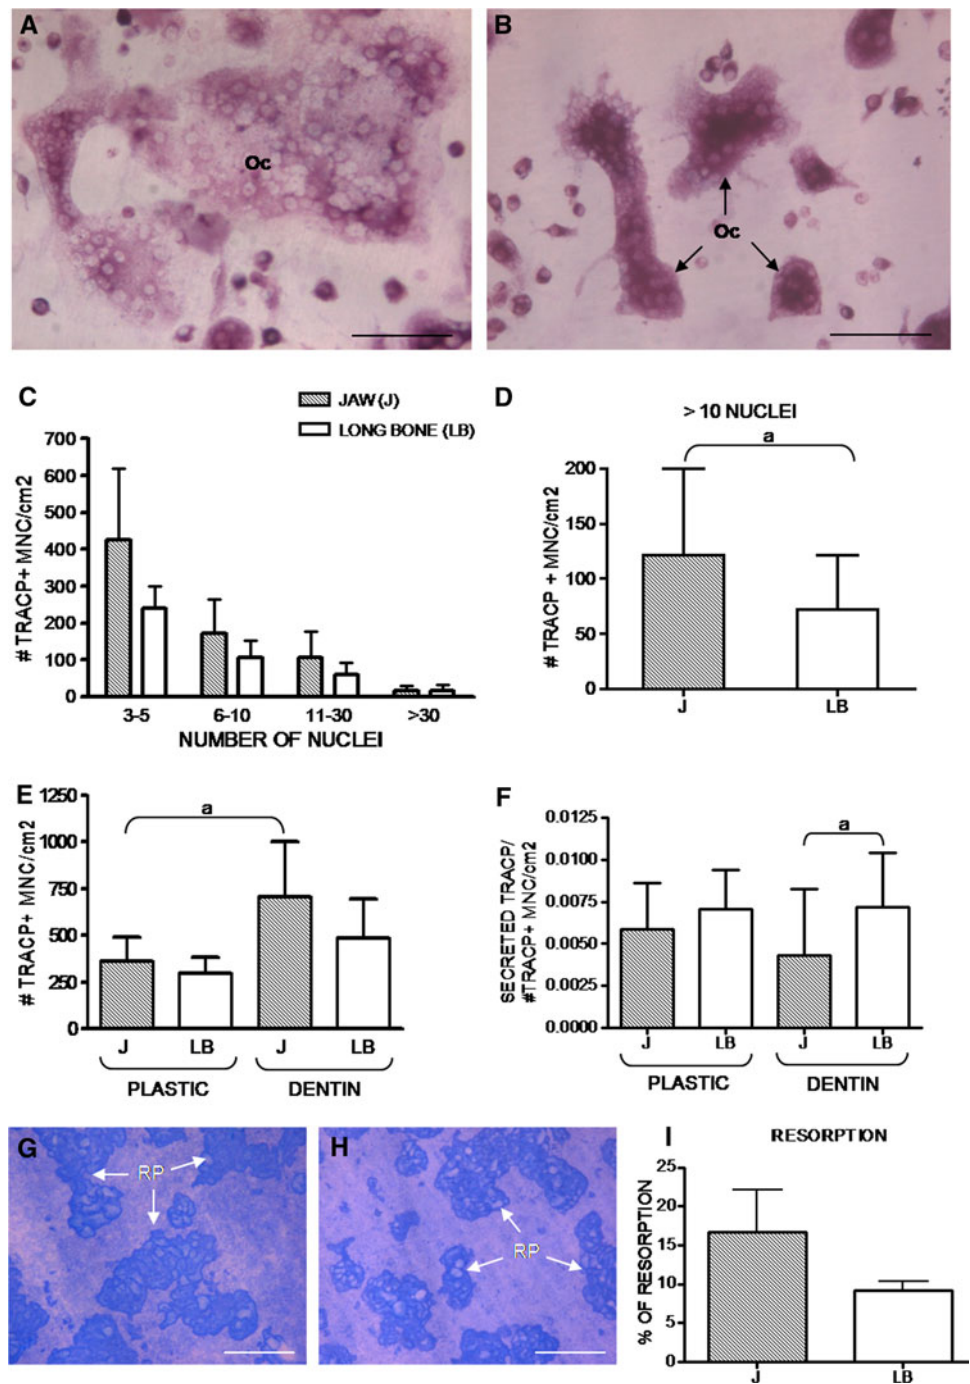 A
Oc
B
Oc
C
JAW (J)
LONG BONE (LB)
# TRACP+ MNC/cm2
700
600
500
400
300
200
100
0
3-5
6-10
11-30
>30
NUMBER OF NUCLEI
D
> 10 NUCLEI
a
# TRACP + MNC/cm2
200
150
100
50
0
J
LB
E
a
# TRACP+ MNC/cm2
1250
1000
750
500
250
0
J
LB
J
LB
PLASTIC
DENTIN
F
a
SECRETED TRACP/
#TRACP+ MNC/cm2
0.0125
0.0100
0.0075
0.0050
0.0025
0.0000
J
LB
J
LB
PLASTIC
DENTIN
G
RP
H
RP
I
RESORPTION
% OF RESORPTION
25
20
15
10
5
0
J
LB